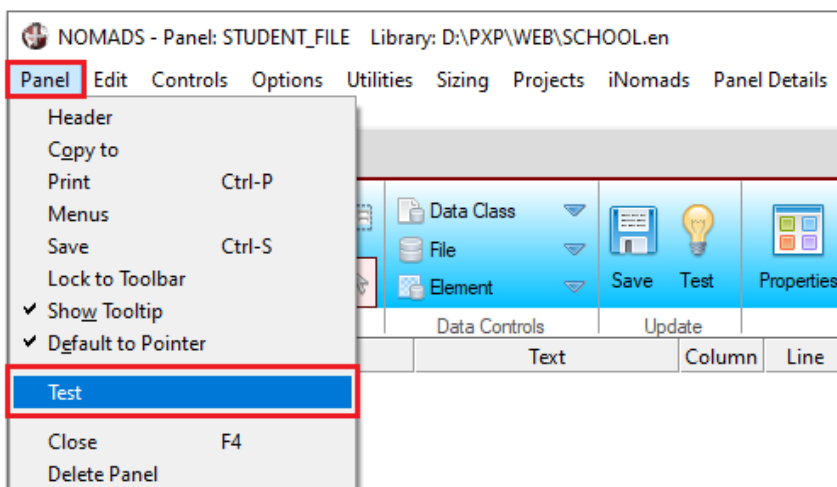 NOMADS - Panel: STUDENT_FILE Library: D:\PXP\WEB\SCHOOL.en
Panel Edit Controls Options Utilities Sizing Projects iNomads Panel Details
Header
Copy to
Print Ctrl-P
Menus
Save Ctrl-S
Lock to Toolbar
Show Tooltip
Default to Pointer
Test
Close F4
Delete Panel
Data Class
File
Element
Data Controls
Save Test
Update
Properties
Text Column Line